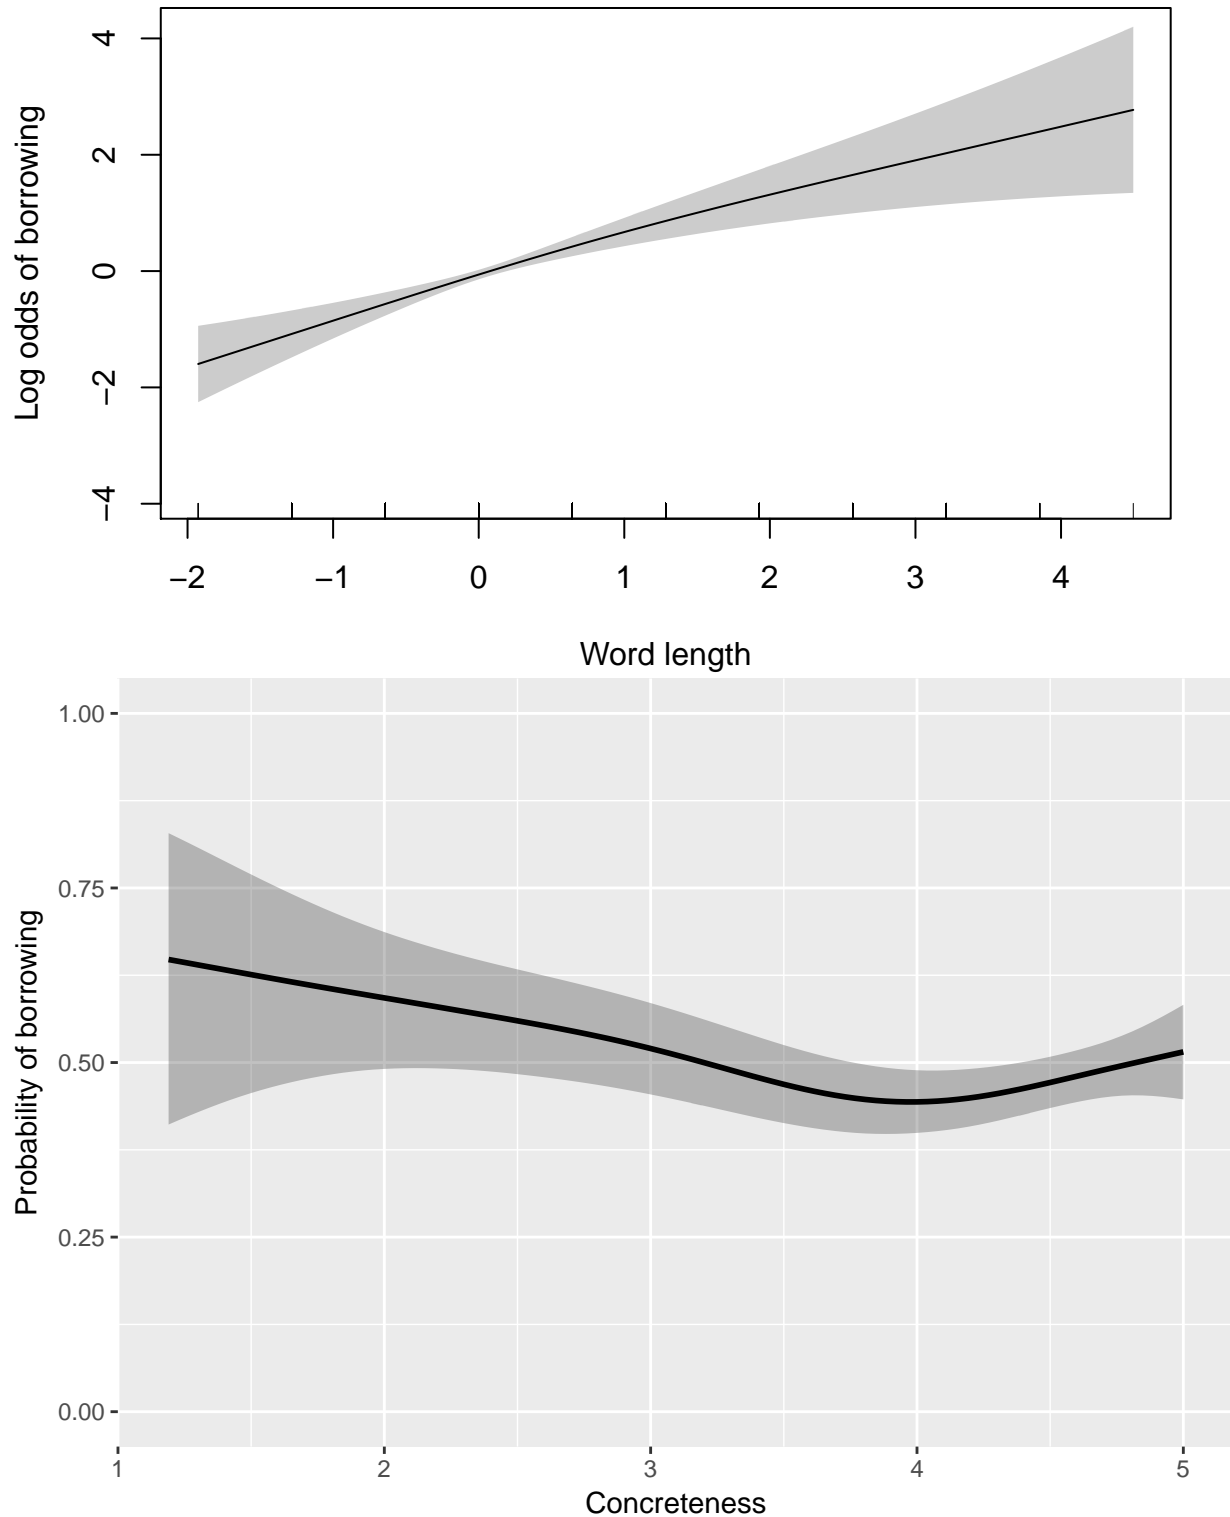 Log odds of borrowing
4
2
0
−2
−4
−2 −1 0 1 2 3 4
Word length
Probability of borrowing
1.00
0.75
0.50
0.25
0.00
1 2 3 4 5
Concreteness